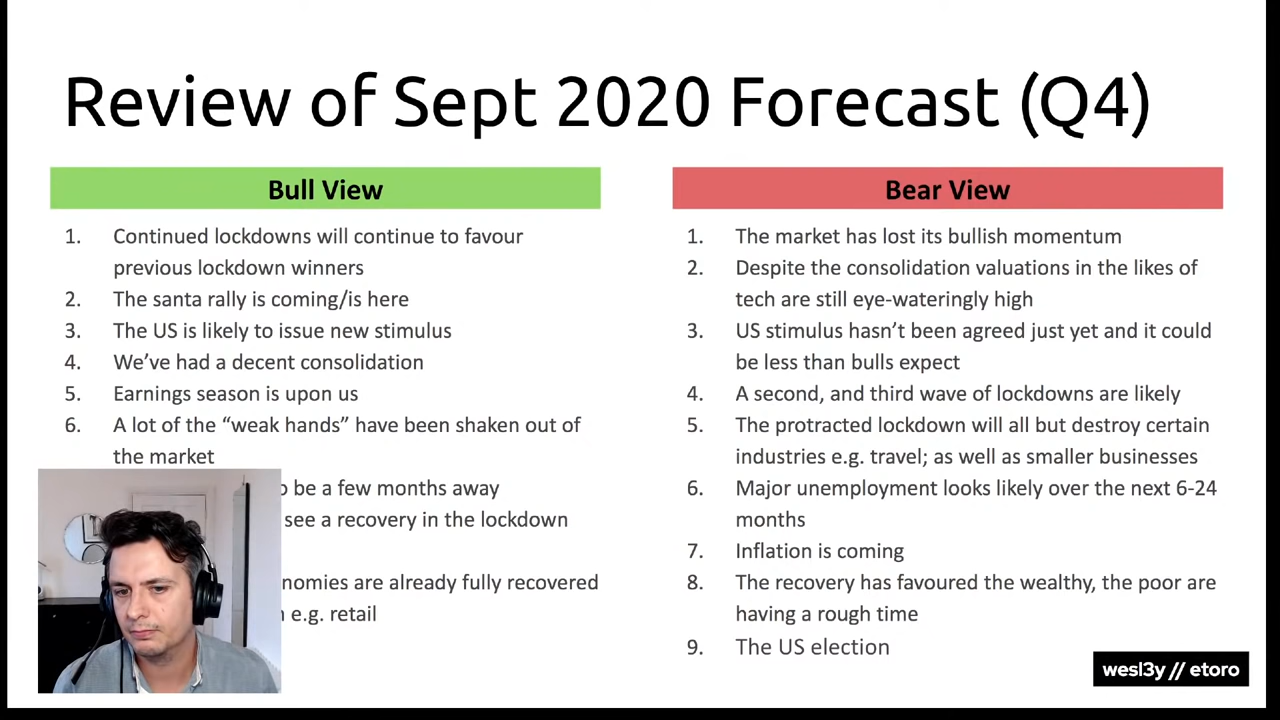 Review of Sept 2020 Forecast (Q4)
Bull View
1. Continued lockdowns will continue to favour
previous lockdown winners
2. The santa rally is coming/is here
3. The US is likely to issue new stimulus
4. We’ve had a decent consolidation
5. Earnings season is upon us
6. A lot of the “weak hands” have been shaken out of
the market
be a few months away
see a recovery in the lockdown
are already fully recovered
e.g. retail
Bear View
1. The market has lost its bullish momentum
2. Despite the consolidation valuations in the likes of
tech are still eye-wateringly high
3. US stimulus hasn’t been agreed just yet and it could
be less than bulls expect
4. A second, and third wave of lockdowns are likely
5. The protracted lockdown will all but destroy certain
industries e.g. travel; as well as smaller businesses
6. Major unemployment looks likely over the next 6-24
months
7. Inflation is coming
8. The recovery has favoured the wealthy, the poor are
having a rough time
9. The US election
wesl3y // etoro